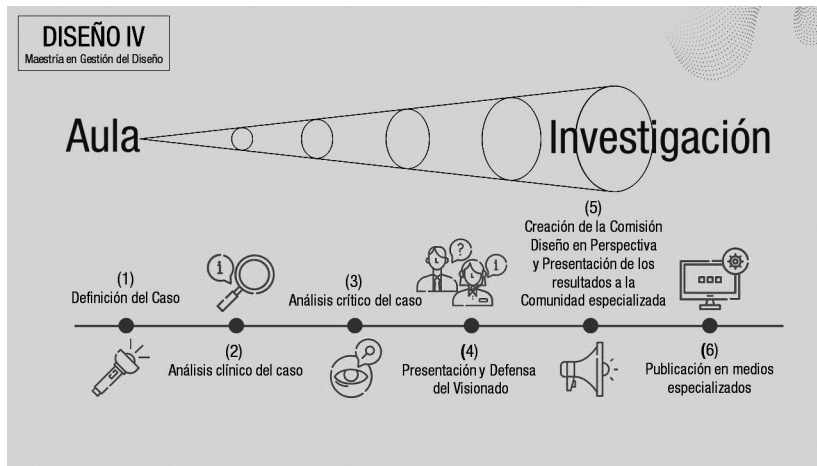 DISEÑO IV
Maestría en Gestión del Diseño
Aula
Investigación
(1)
Definición del Caso
(2)
Análisis clínico del caso
(3)
Análisis crítico del caso
(4)
Presentación y Defensa
del Visionado
(5)
Creación de la Comisión
Diseño en Perspectiva
y Presentación de los
resultados a la
Comunidad especializada
(6)
Publicación en medios
especializados
i
?
i